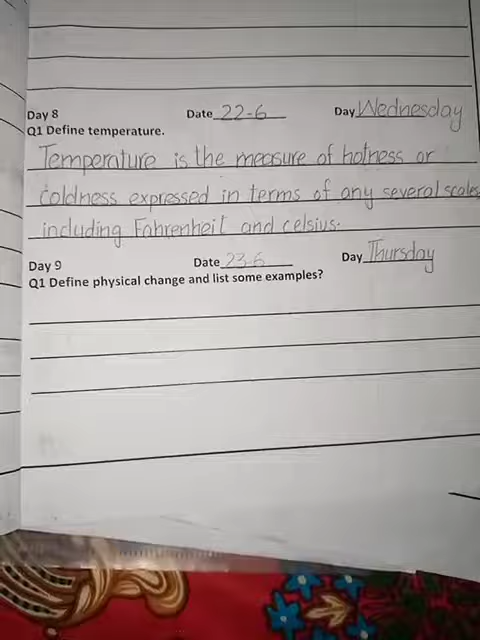 Day 8 Date 22-6 Day Wednesday
Q1 Define temperature.
Temperature is the measure of hotness or
coldness expressed in terms of any several scales
including Fahrenheit and celsius.
Day 9 Date 23-6 Day Thursday
Q1 Define physical change and list some examples?